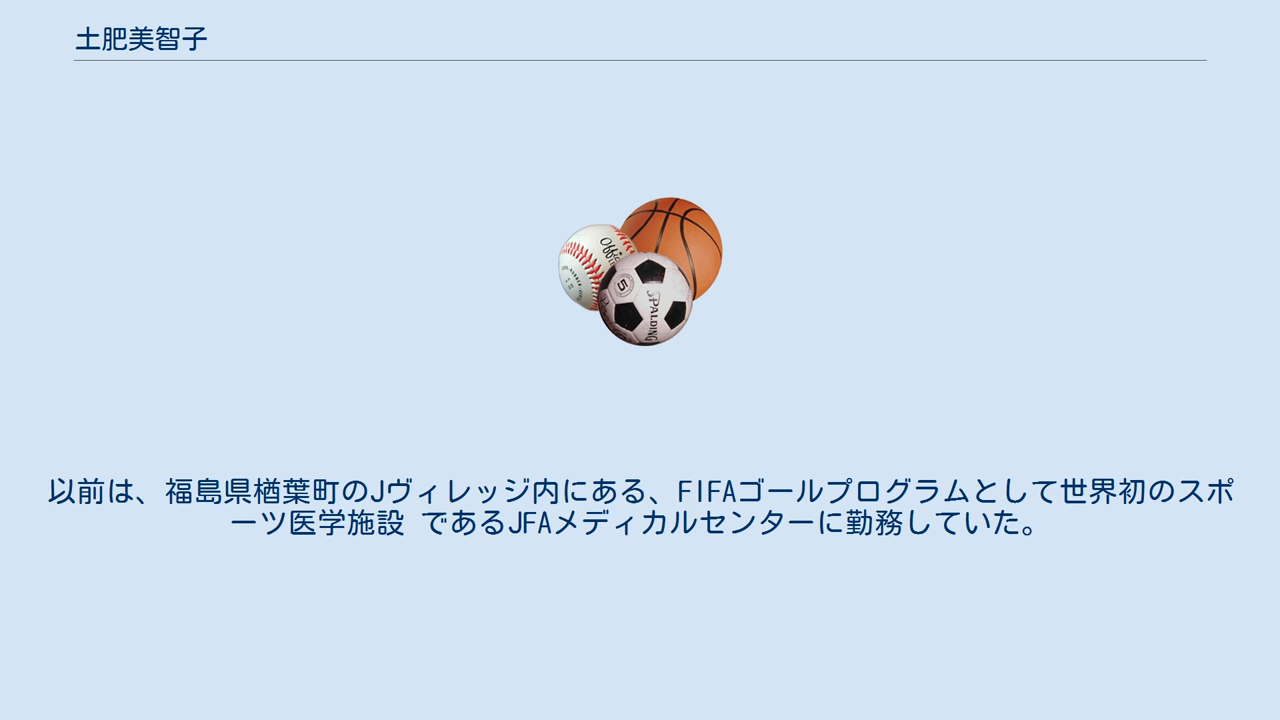 土肥美智子
Offic
5
SPALDING
以前は、福島県楢葉町のJヴィレッジ内にある、FIFAゴールプログラムとして世界初のスポ
ーツ医学施設 であるJFAメディカルセンターに勤務していた。